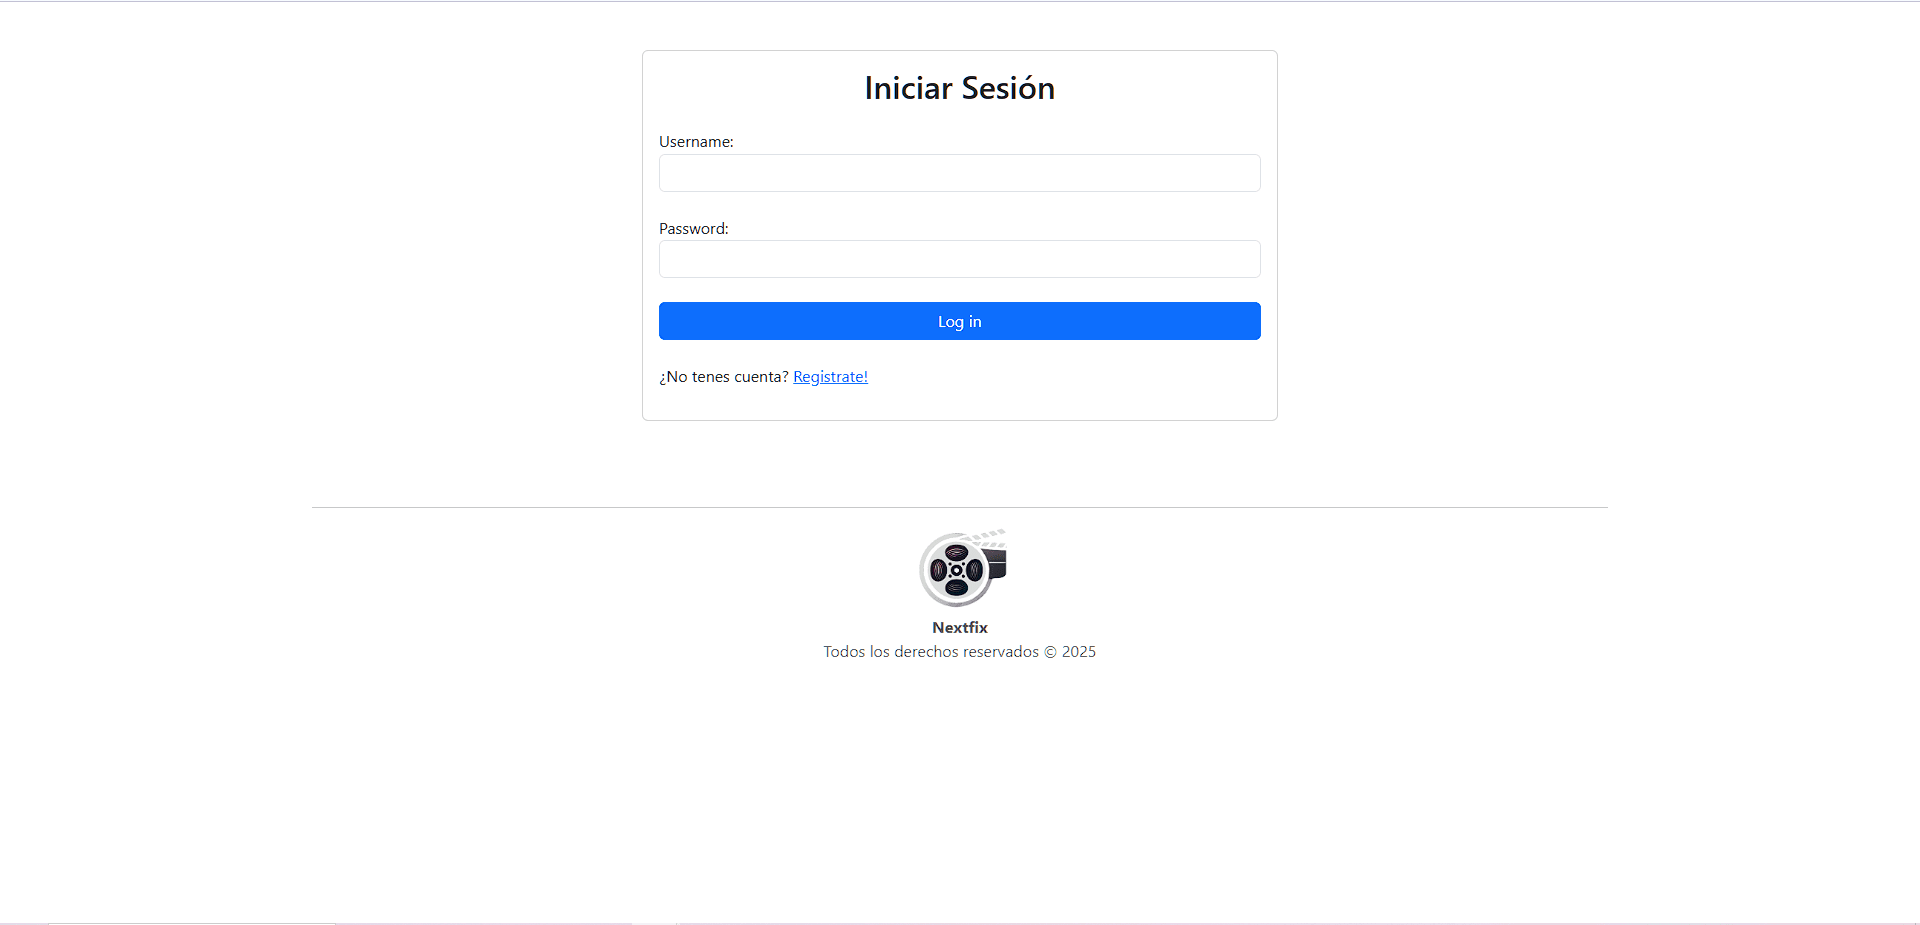 Iniciar Sesión
Username:
Password:
Log in
¿No tenes cuenta? Registrate!
Nextfix
Todos los derechos reservados © 2025